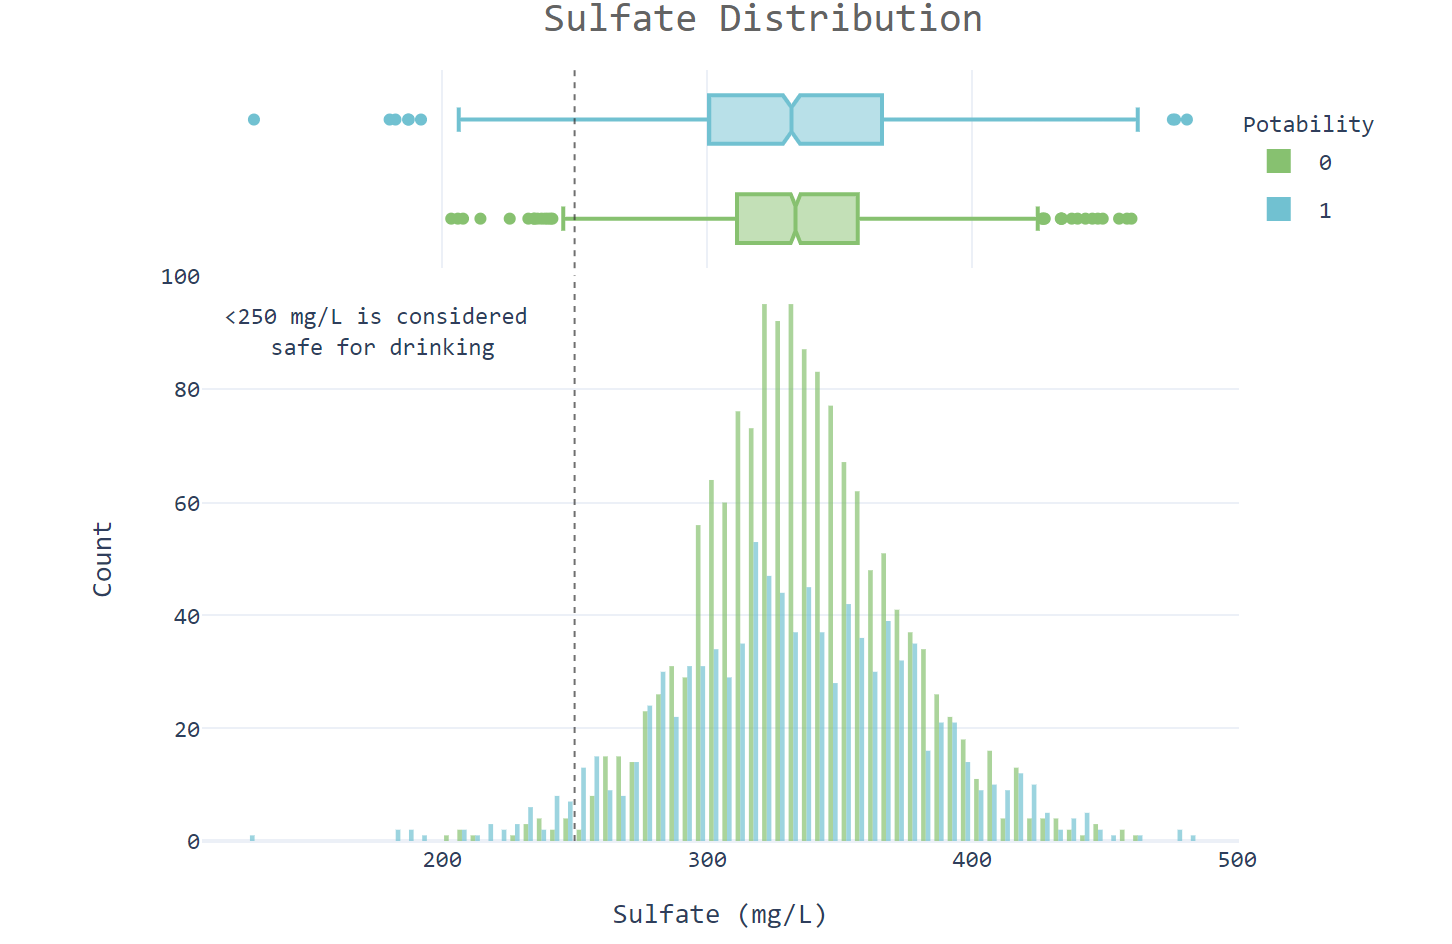 Sulfate Distribution
Potability
0
1
100
<250 mg/L is considered
safe for drinking
80
60
40
20
0
Count
200
300
400
500
Sulfate (mg/L)